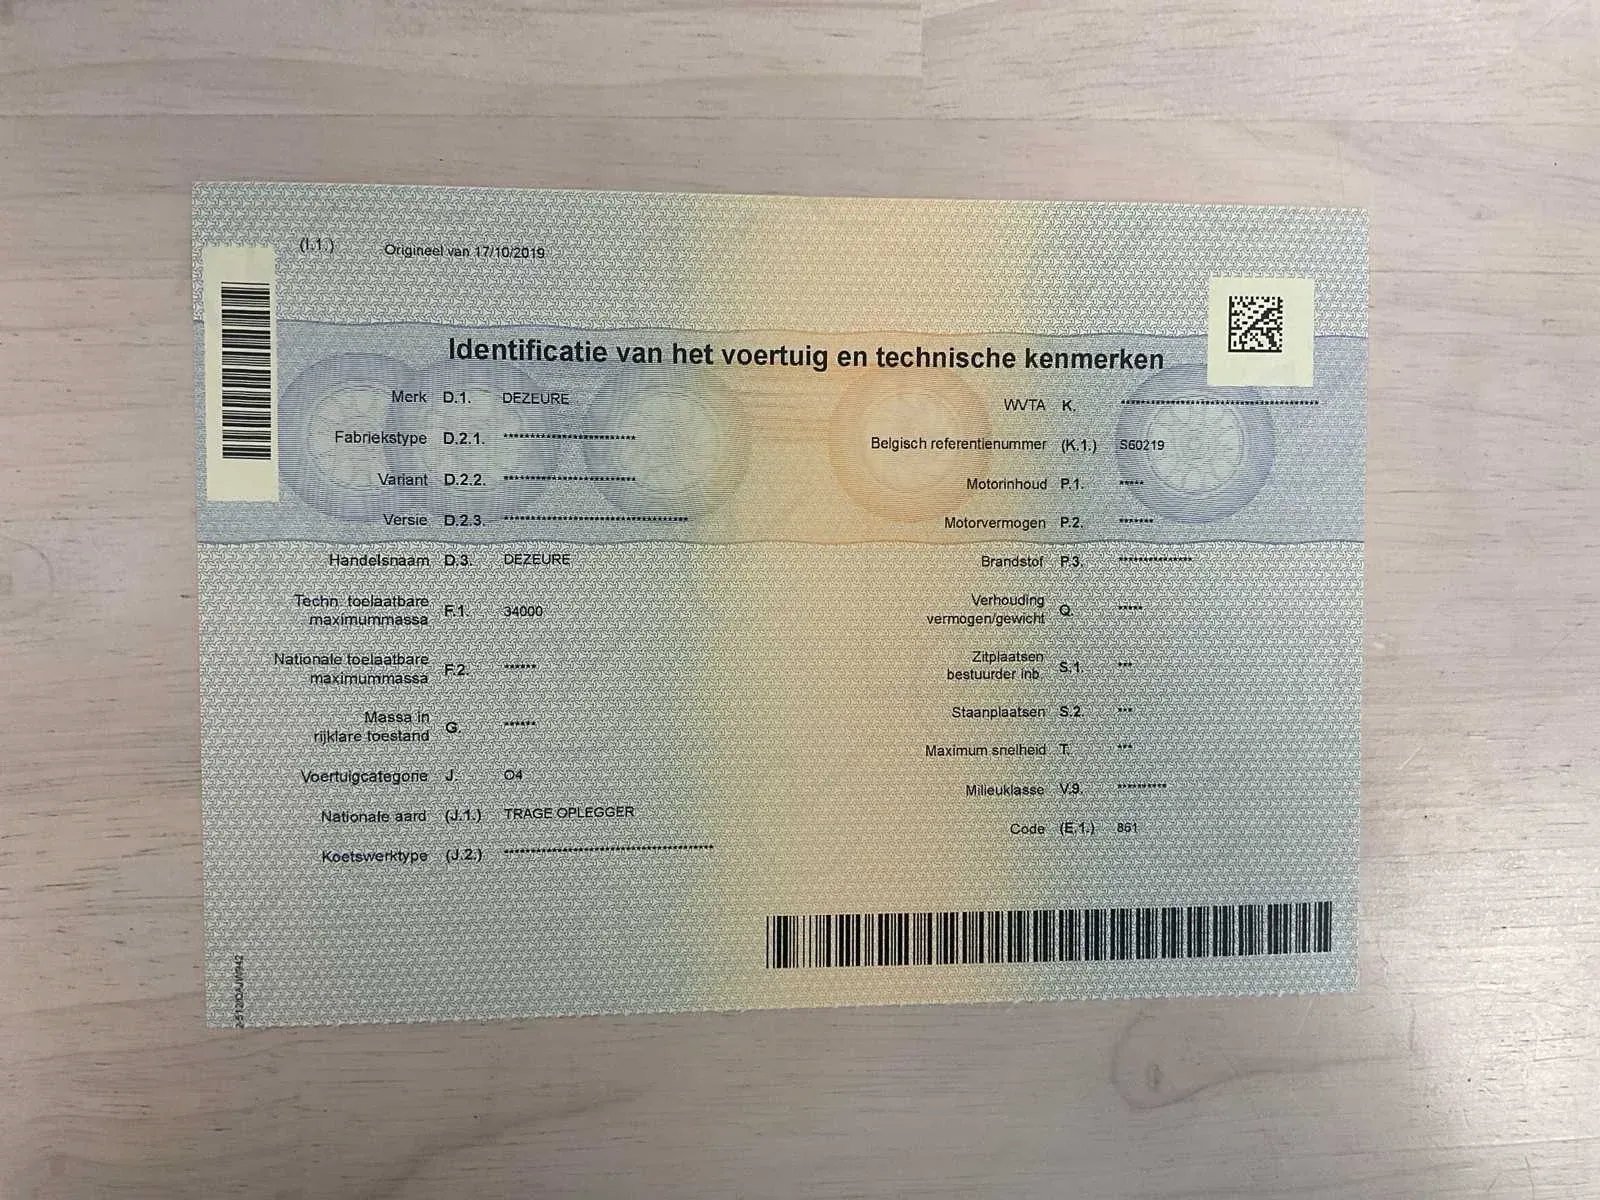 (I.1.) Origineel van 17/10/2019
Identificatie van het voertuig en technische kenmerken
Merk D.1. DEZEURE
Fabriekstype D.2.1. *************************
Variant D.2.2. *************************
Versie D.2.3. ***********************************
Handelsnaam D.3. DEZEURE
Techn. toelaatbare
maximummassa F.1. 34000
Nationale toelaatbare
maximummassa F.2. ******
Massa in
rijklare toestand G. ******
Voertuigcategorie J. O4
Nationale aard (J.1.) TRAGE OPLEGGER
Koetswerktype (J.2.) ****************************************
WVTA K. ****************************************
Belgisch referentienummer (K.1.) S60219
Motorinhoud P.1. *****
Motorvermogen P.2. *******
Brandstof P.3. ***************
Verhouding
vermogen/gewicht Q. *****
Zitplaatsen
bestuurder inb. S.1. ***
Staanplaatsen S.2. ***
Maximum snelheid T. ***
Milieuklasse V.9. **********
Code (E.1.) 861